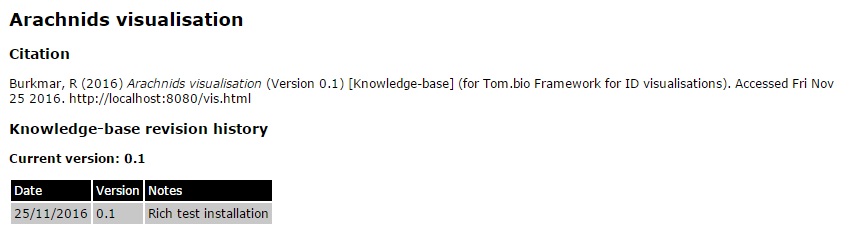 Arachnids visualisation
Citation
Burkmar, R (2016) Arachnids visualisation (Version 0.1) [Knowledge-base] (for Tom.bio Framework for ID visualisations). Accessed Fri Nov
25 2016. http://localhost:8080/vis.html
Knowledge-base revision history
Current version: 0.1
Date Version Notes
25/11/2016 0.1 Rich test installation